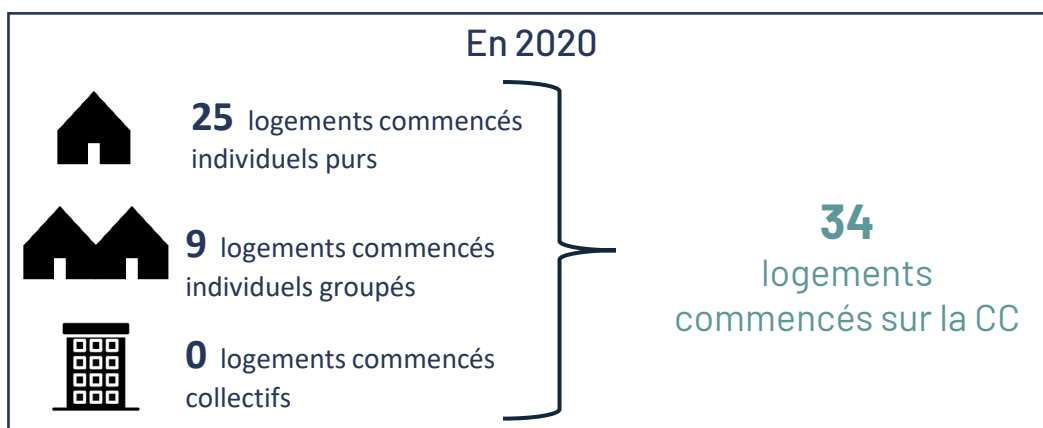 En 2020
25 logements commencés
individuels purs
9 logements commencés
individuels groupés
0 logements commencés
collectifs
34
logements
commencés sur la CC